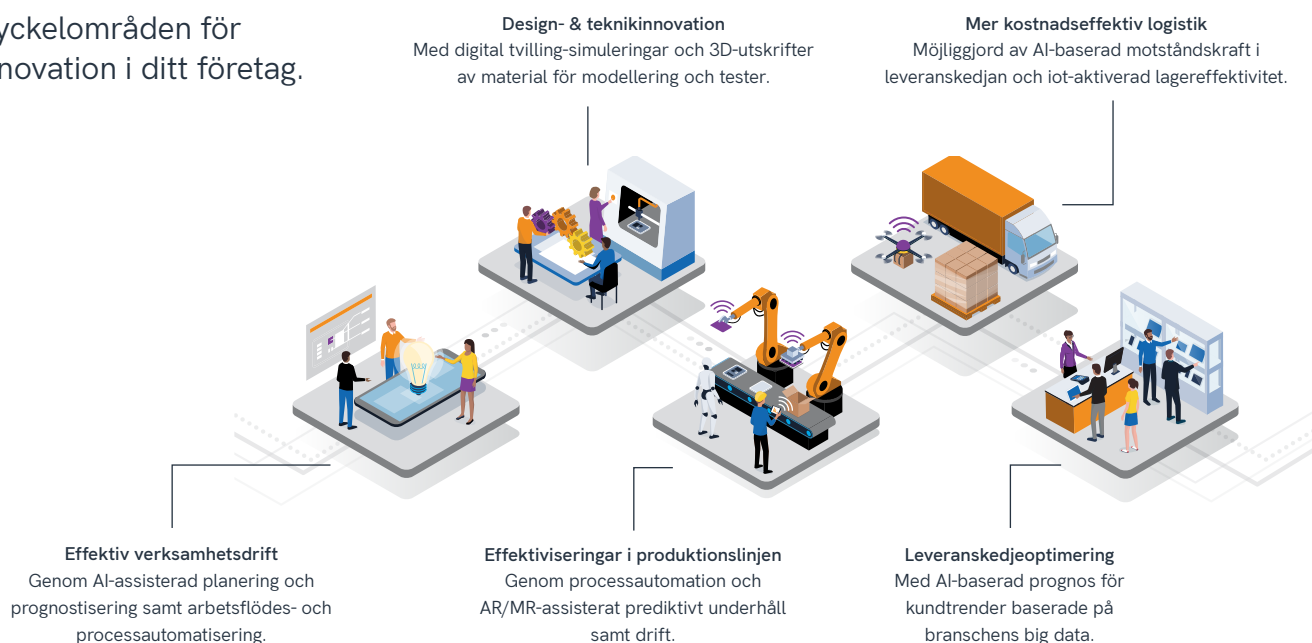 yckelområden för
novation i ditt företag.
Design- & teknikinnovation
Med digital tvilling-simuleringar och 3D-utskrifter
av material för modellering och tester.
Mer kostnadseffektiv logistik
Möjliggjord av AI-baserad motståndskraft i
leveranskedjan och iot-aktiverad lagereffektivitet.
Effektiv verksamhetsdrift
Genom AI-assisterad planering och
prognostisering samt arbetsflödes- och
processautomatisering.
Effektiviseringar i produktionslinjen
Genom processautomation och
AR/MR-assisterat prediktivt underhåll
samt drift.
Leveranskedjeoptimering
Med AI-baserad prognos för
kundtrender baserade på
branschens big data.